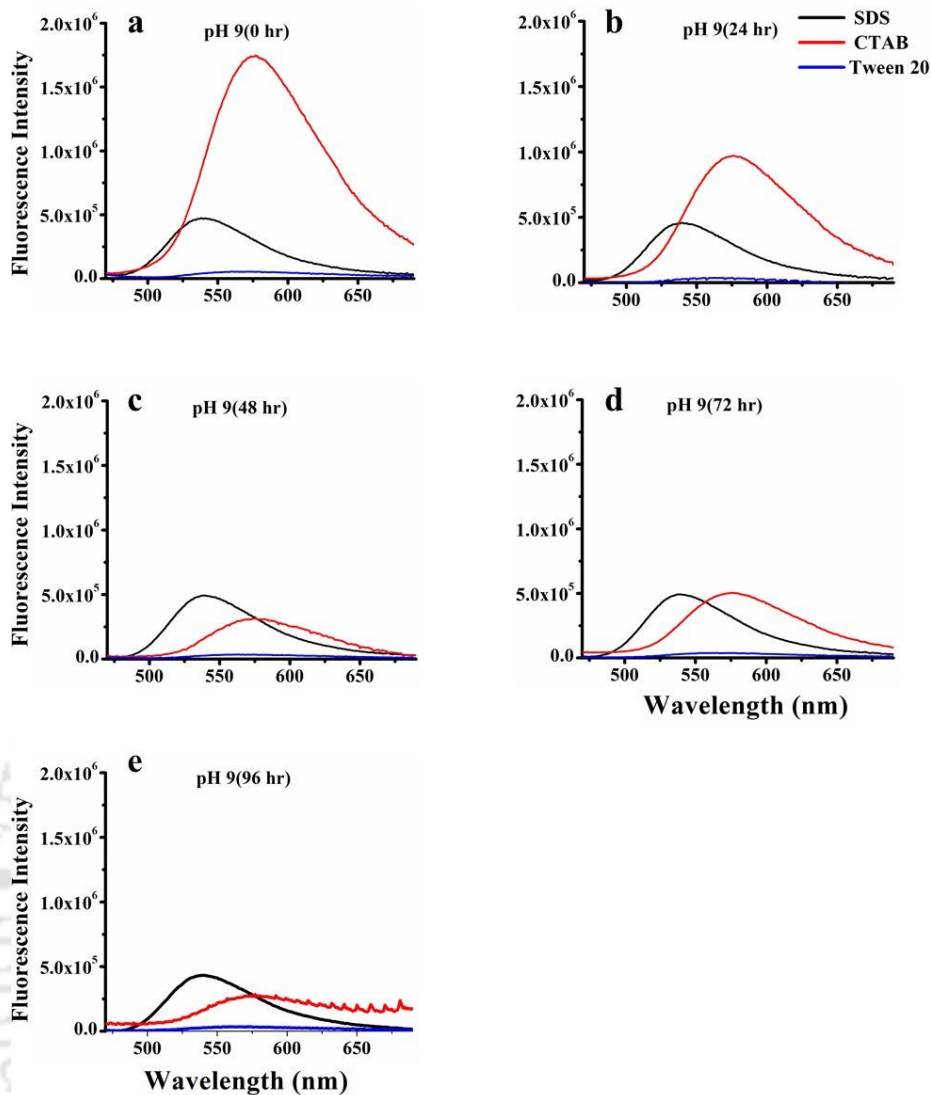 a
pH 9(0 hr)
Fluorescence Intensity
2.0x10⁶
1.5x10⁶
1.0x10⁶
5.0x10⁵
0.0
500 550 600 650
b
pH 9(24 hr)
SDS
CTAB
Tween 20
2.0x10⁶
1.5x10⁶
1.0x10⁶
5.0x10⁵
0.0
500 550 600 650
c
pH 9(48 hr)
Fluorescence Intensity
2.0x10⁶
1.5x10⁶
1.0x10⁶
5.0x10⁵
0.0
500 550 600 650
d
pH 9(72 hr)
2.0x10⁶
1.5x10⁶
1.0x10⁶
5.0x10⁵
0.0
500 550 600 650
Wavelength (nm)
e
pH 9(96 hr)
Fluorescence Intensity
2.0x10⁶
1.5x10⁶
1.0x10⁶
5.0x10⁵
0.0
500 550 600 650
Wavelength (nm)